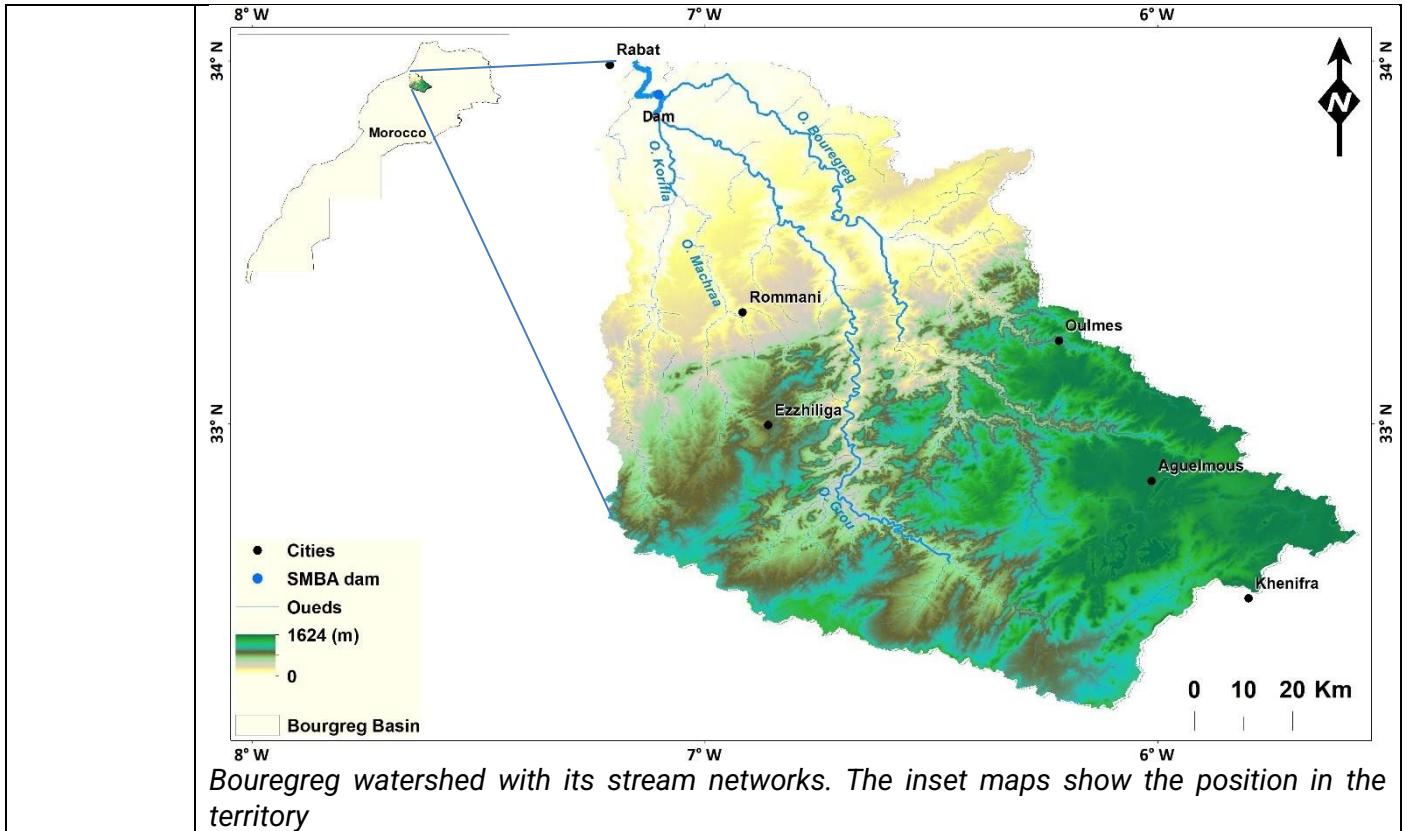 8° W
7° W
6° W
34° N
34° N
Rabat
N
Dam
Morocco
O. Bouregreg
O. Korifla
O. Machraa
Rommani
Oulmes
33° N
Ezzhiliga
33° N
Aguelmous
O. Grou
Khenifra
Cities
SMBA dam
Oueds
1624 (m)
0
Bourgreg Basin
0 10 20 Km
8° W
7° W
6° W
Bouregreg watershed with its stream networks. The inset maps show the position in the
territory